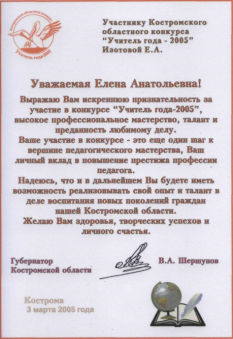 Участнику Костромского
областного конкурса
"Учитель года - 2005"
Изотовой Е.А.
Уважаемая Елена Анатольевна!
Выражаю Вам искреннюю признательность за
участие в конкурсе "Учитель года-2005",
высокое профессиональное мастерство, талант и
преданность любимому делу.
Ваше участие в конкурсе - это еще один шаг к
вершине педагогического мастерства, Ваш
личный вклад в повышение престижа профессии
педагога.
Надеюсь, что и в дальнейшем Вы будете иметь
возможность реализовывать свой опыт и талант в
деле воспитания новых поколений граждан
нашей Костромской области.
Желаю Вам здоровья, творческих успехов и
личного счастья.
Губернатор
Костромской области
В.А. Шершунов
Кострома
3 марта 2005 года